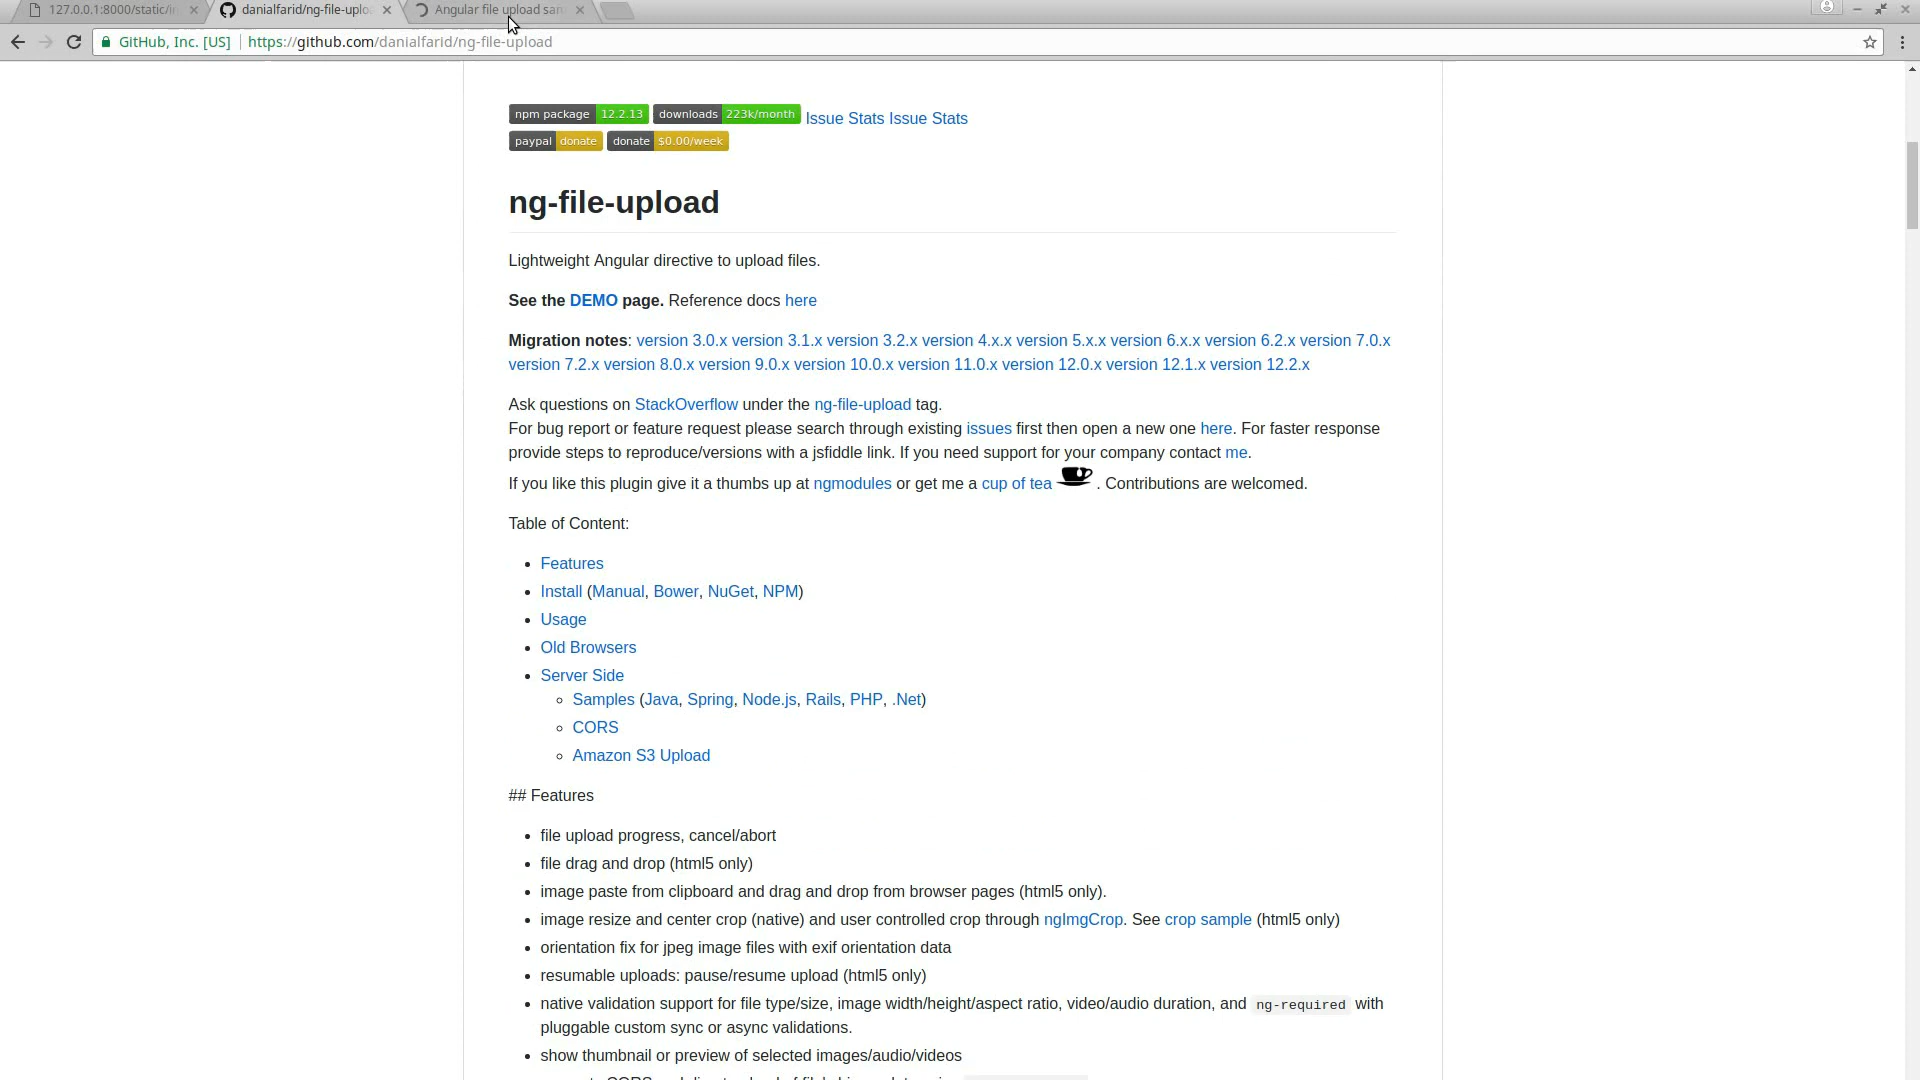 127.0.0.1:8000/static/i
danialfarid/ng-file-uplo
Angular file upload sam
GitHub, Inc. [US]
https://github.com/danialfarid/ng-file-upload
npm package 12.2.13 downloads 223k/month Issue Stats Issue Stats
paypal donate donate $0.00/week
ng-file-upload
Lightweight Angular directive to upload files.
See the DEMO page. Reference docs here
Migration notes: version 3.0.x version 3.1.x version 3.2.x version 4.x.x version 5.x.x version 6.x.x version 6.2.x version 7.0.x
version 7.2.x version 8.0.x version 9.0.x version 10.0.x version 11.0.x version 12.0.x version 12.1.x version 12.2.x
Ask questions on StackOverflow under the ng-file-upload tag.
For bug report or feature request please search through existing issues first then open a new one here. For faster response
provide steps to reproduce/versions with a jsfiddle link. If you need support for your company contact me.
If you like this plugin give it a thumbs up at ngmodules or get me a cup of tea . Contributions are welcomed.
Table of Content:
• Features
• Install (Manual, Bower, NuGet, NPM)
• Usage
• Old Browsers
• Server Side
◦ Samples (Java, Spring, Node.js, Rails, PHP, .Net)
◦ CORS
◦ Amazon S3 Upload
## Features
• file upload progress, cancel/abort
• file drag and drop (html5 only)
• image paste from clipboard and drag and drop from browser pages (html5 only).
• image resize and center crop (native) and user controlled crop through ngImgCrop. See crop sample (html5 only)
• orientation fix for jpeg image files with exif orientation data
• resumable uploads: pause/resume upload (html5 only)
• native validation support for file type/size, image width/height/aspect ratio, video/audio duration, and ng-required with
pluggable custom sync or async validations.
• show thumbnail or preview of selected images/audio/videos